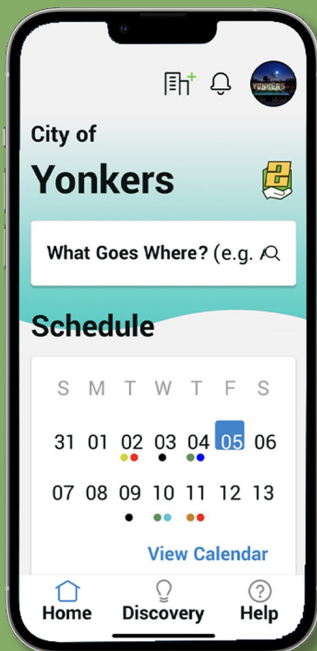 YONKERS
City of
Yonkers
What Goes Where? (e.g.
Schedule
S M T W T F S
31 01 02 03 04 05 06
07 08 09 10 11 12 13
View Calendar
Home Discovery Help